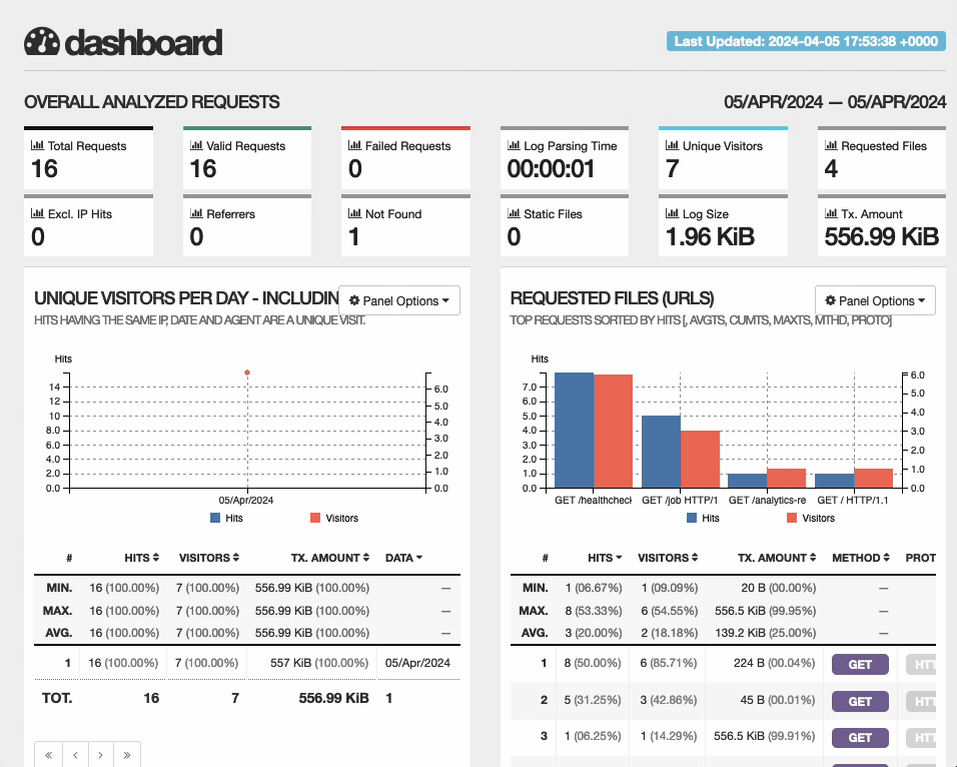 dashboard
Last Updated: 2024-04-05 17:53:38 +0000
OVERALL ANALYZED REQUESTS
05/APR/2024 — 05/APR/2024
Total Requests
16
Valid Requests
16
Failed Requests
0
Log Parsing Time
00:00:01
Unique Visitors
7
Requested Files
4
Excl. IP Hits
0
Referrers
0
Not Found
1
Static Files
0
Log Size
1.96 KiB
Tx. Amount
556.99 KiB
UNIQUE VISITORS PER DAY - INCLUDIN
Panel Options
HITS HAVING THE SAME IP, DATE AND AGENT ARE A UNIQUE VISIT.
Hits
14
12
10
8.0
6.0
4.0
2.0
0.0
6.0
5.0
4.0
3.0
2.0
1.0
0.0
05/Apr/2024
Hits Visitors
# HITS VISITORS TX. AMOUNT DATA
MIN. 16 (100.00%) 7 (100.00%) 556.99 KiB (100.00%) —
MAX. 16 (100.00%) 7 (100.00%) 556.99 KiB (100.00%) —
AVG. 16 (100.00%) 7 (100.00%) 556.99 KiB (100.00%) —
1 16 (100.00%) 7 (100.00%) 557 KiB (100.00%) 05/Apr/2024
TOT. 16 7 556.99 KiB 1
« ‹ › »
REQUESTED FILES (URLS)
Panel Options
TOP REQUESTS SORTED BY HITS [, AVGTS, CUMTS, MAXTS, MTHD, PROTO]
Hits
7.0
6.0
5.0
4.0
3.0
2.0
1.0
0.0
6.0
5.0
4.0
3.0
2.0
1.0
0.0
GET /healthcheck GET /job HTTP/1 GET /analytics-re GET / HTTP/1.1
Hits Visitors
# HITS VISITORS TX. AMOUNT METHOD PROT
MIN. 1 (06.67%) 1 (09.09%) 20 B (00.00%) —
MAX. 8 (53.33%) 6 (54.55%) 556.5 KiB (99.95%) —
AVG. 3 (20.00%) 2 (18.18%) 139.2 KiB (25.00%) —
1 8 (50.00%) 6 (85.71%) 224 B (00.04%) GET HTT
2 5 (31.25%) 3 (42.86%) 45 B (00.01%) GET HTT
3 1 (06.25%) 1 (14.29%) 556.5 KiB (99.91%) GET HTT